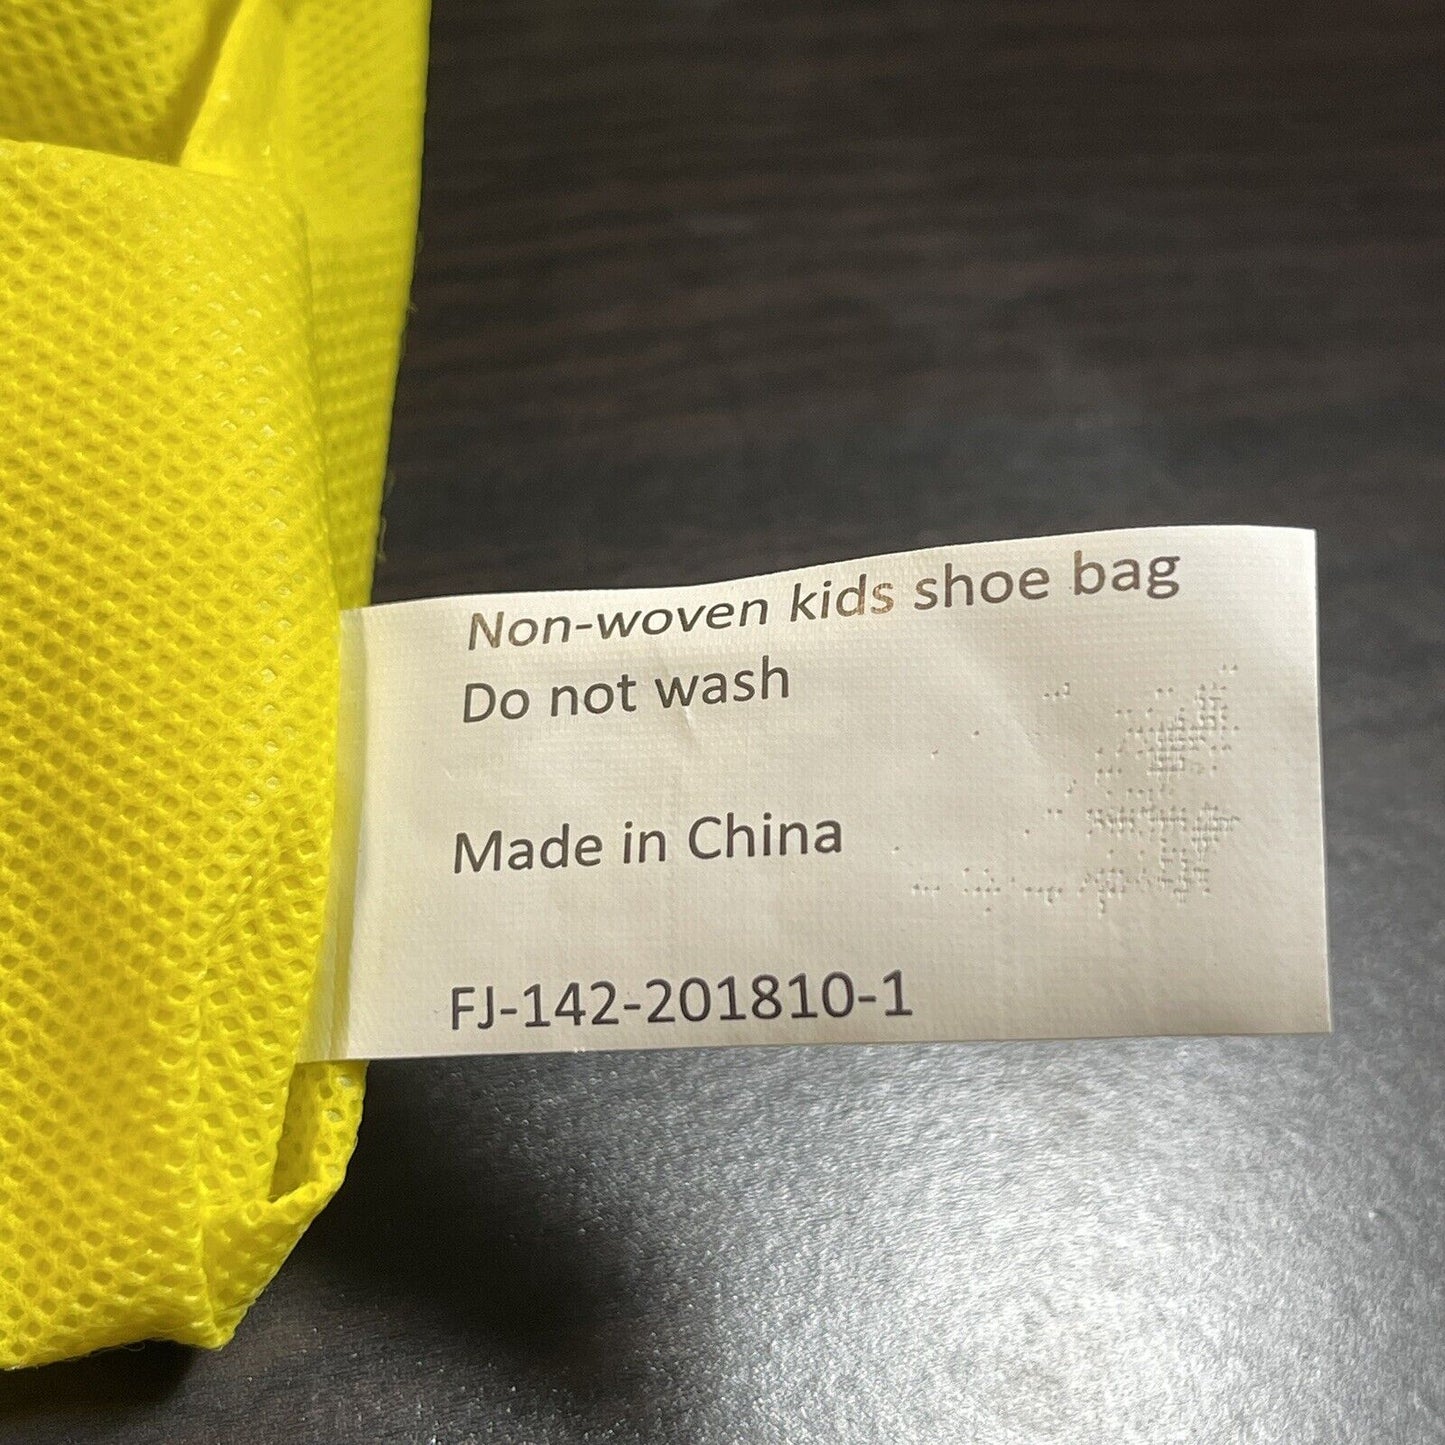 Non-woven kids shoe bag
Do not wash
Made in China
FJ-142-201810-1